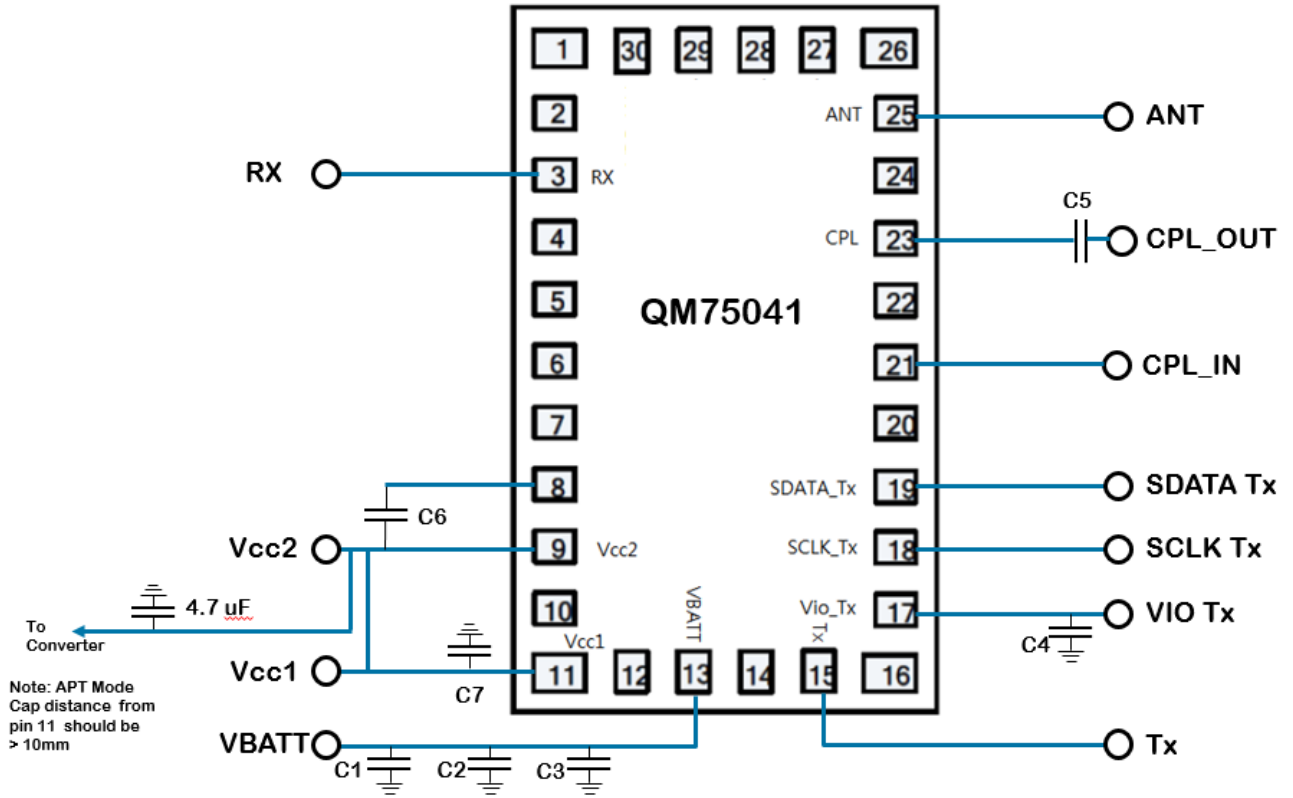 1 30 29 28 27 26
2 ANT 25 ANT
RX 3 RX 24
C5
4 CPL 23 CPL_OUT
5 22
QM75041
6 21 CPL_IN
7 20
8 SDATA_Tx 19 SDATA Tx
C6
Vcc2 9 Vcc2 SCLK_Tx 18 SCLK Tx
4.7 uF
10 VBATT Vio_Tx 17 VIO Tx
To
Converter
Vcc1 Tx C4
Vcc1 11 12 13 14 15 16
C7
Note: APT Mode
Cap distance from
pin 11 should be
> 10mm
VBATT Tx
C1 C2 C3